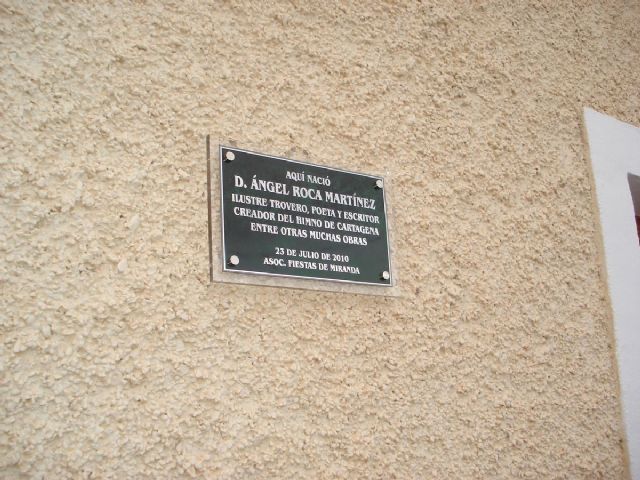 AQUÍ NACIÓ
D. ÁNGEL ROCA MARTÍNEZ
ILUSTRE TROVERO, POETA Y ESCRITOR
CREADOR DEL HIMNO DE CARTAGENA
ENTRE OTRAS MUCHAS OBRAS
23 DE JULIO DE 2010
ASOC. FIESTAS DE MIRANDA